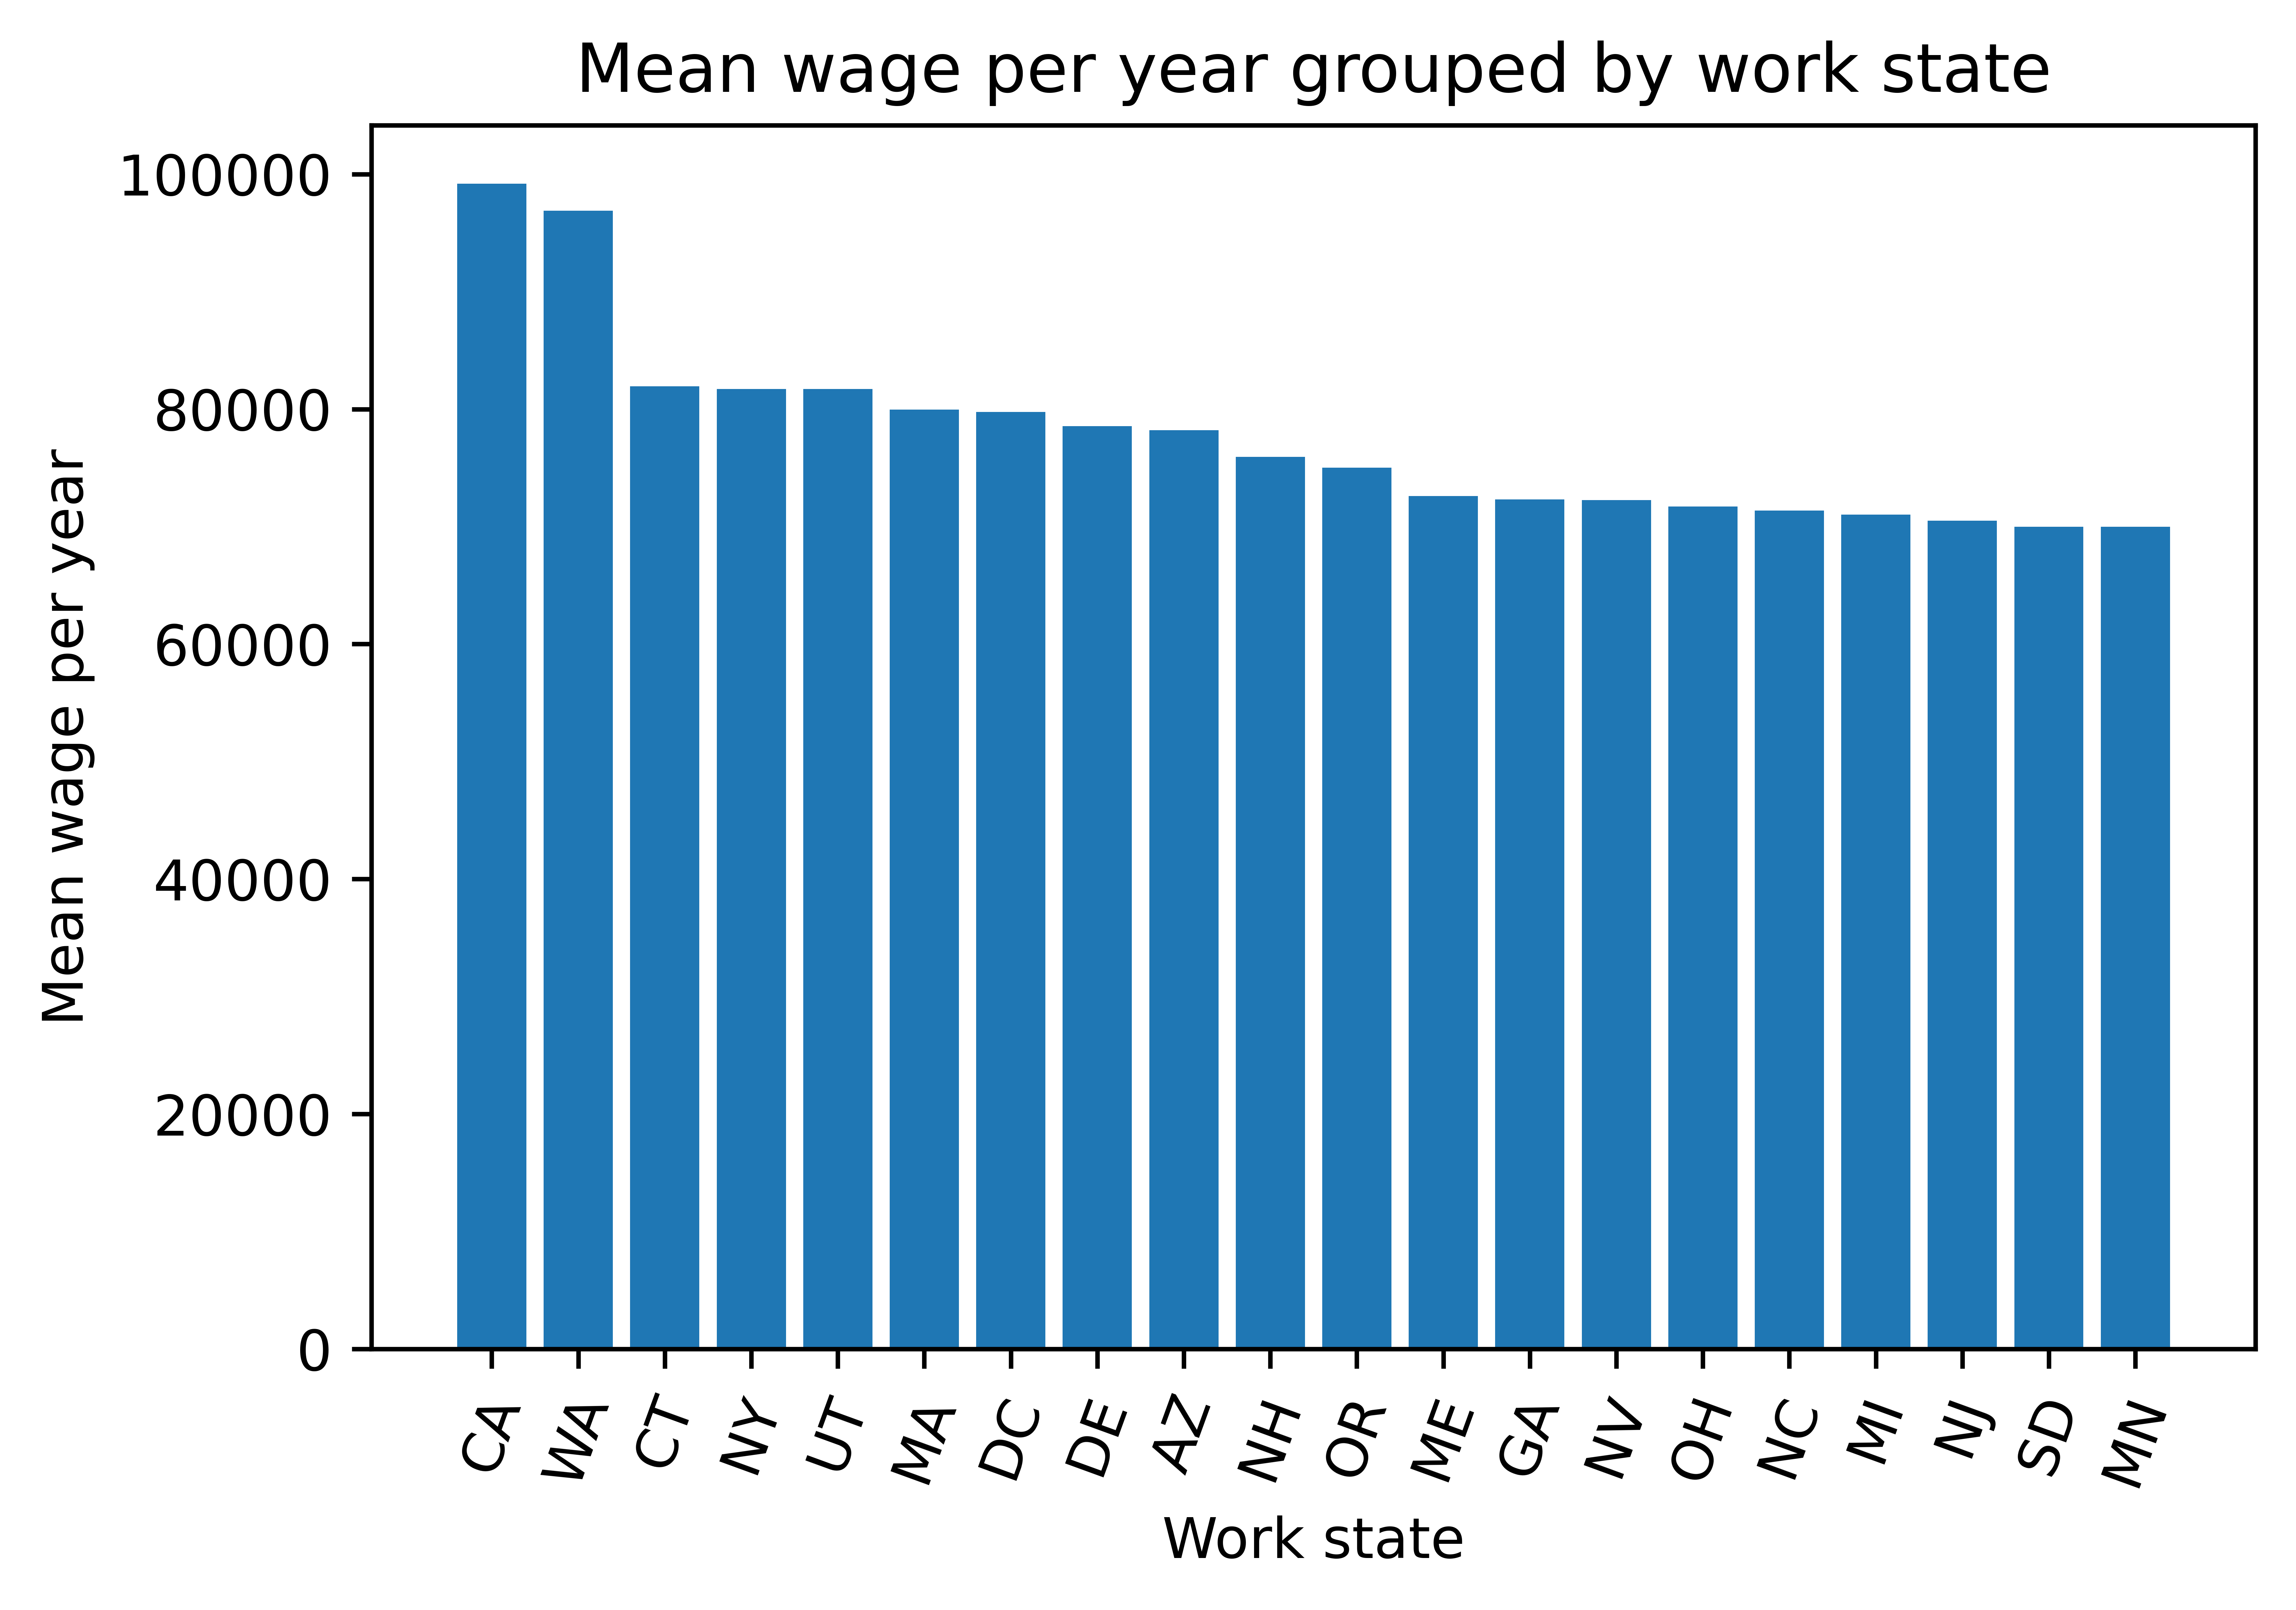 Mean wage per year grouped by work state
Mean wage per year
100000
80000
60000
40000
20000
0
CA WA CT NY UT MA DC DE AZ NH OR ME GA NV OH NC MI NJ SD MN
Work state